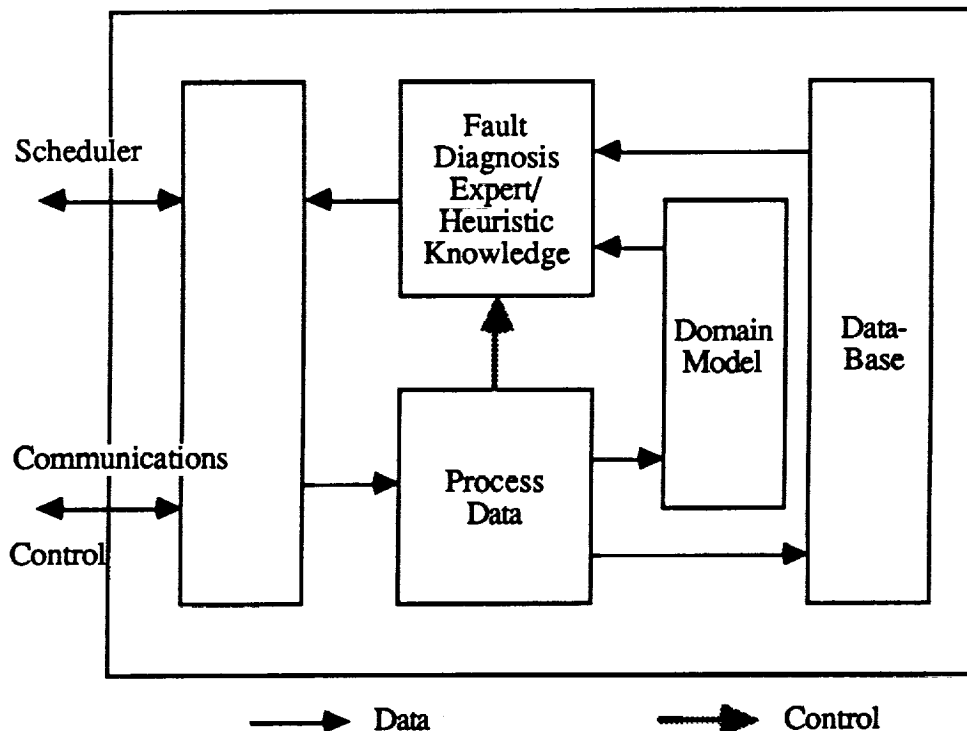 Scheduler
Communications
Control
Fault
Diagnosis
Expert/
Heuristic
Knowledge
Process
Data
Domain
Model
Data-
Base
Data
Control